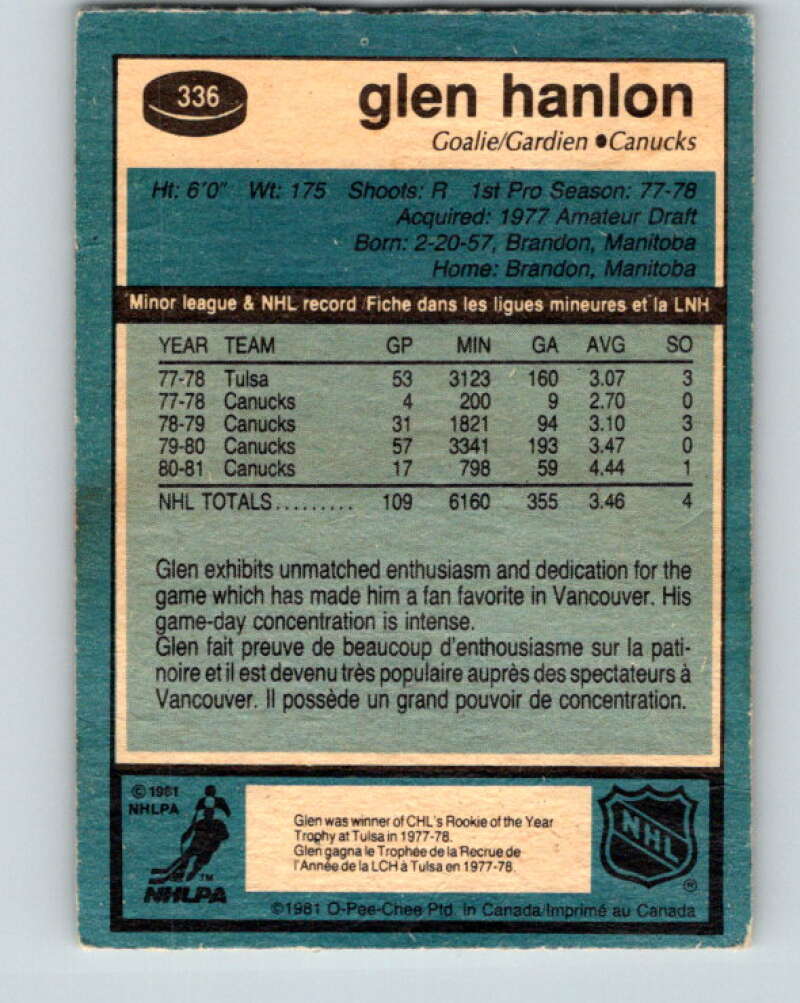 336
glen hanlon
Goalie/Gardien •Canucks
Ht: 6'0" Wt: 175 Shoots: R 1st Pro Season: 77-78
Acquired: 1977 Amateur Draft
Born: 2-20-57, Brandon, Manitoba
Home: Brandon, Manitoba
Minor league & NHL record/Fiche dans les ligues mineures et la LNH
YEAR TEAM GP MIN GA AVG SO
77-78 Tulsa 53 3123 160 3.07 3
77-78 Canucks 4 200 9 2.70 0
78-79 Canucks 31 1821 94 3.10 3
79-80 Canucks 57 3341 193 3.47 0
80-81 Canucks 17 798 59 4.44 1
NHL TOTALS......... 109 6160 355 3.46 4
Glen exhibits unmatched enthusiasm and dedication for the
game which has made him a fan favorite in Vancouver. His
game-day concentration is intense.
Glen fait preuve de beaucoup d'enthousiasme sur la pati-
noire et il est devenu très populaire auprès des spectateurs à
Vancouver. Il possède un grand pouvoir de concentration.
© 1981
NHLPA
Glen was winner of CHL's Rookie of the Year
Trophy at Tulsa in 1977-78.
Glen gagna le Trophée de la Recrue de
l'Année de la LCH à Tulsa en 1977-78.
NHL
®
TM
NHLPA
©1981 O-Pee-Chee Ptd. in Canada/Imprimé au Canada